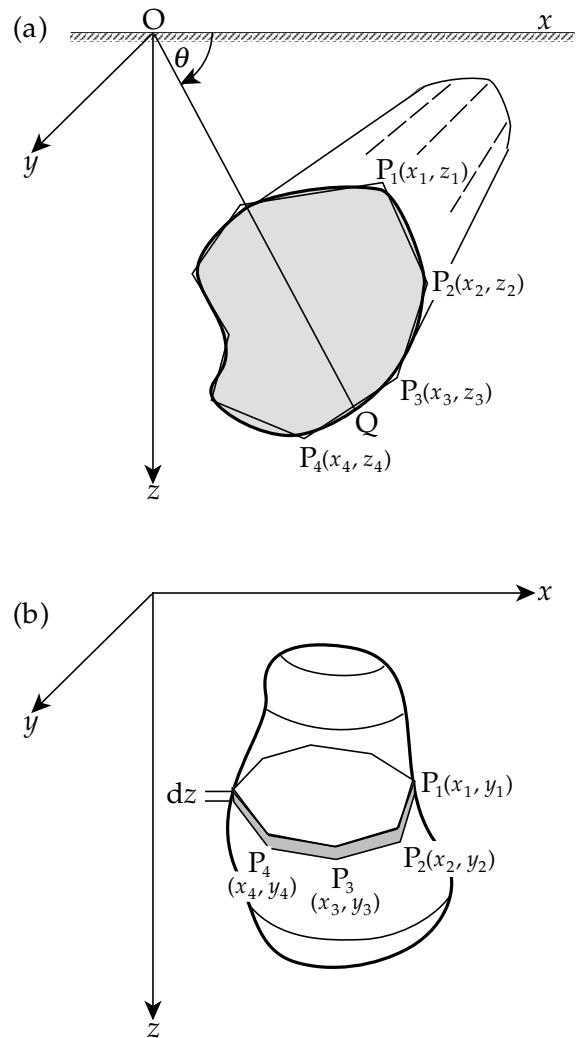 (a)
O
x
θ
y
P₁(x₁, z₁)
P₂(x₂, z₂)
P₃(x₃, z₃)
Q
P₄(x₄, z₄)
z
(b)
x
y
dz
P₁(x₁, y₁)
P₂(x₂, y₂)
P₄
(x₄, y₄)
P₃
(x₃, y₃)
z